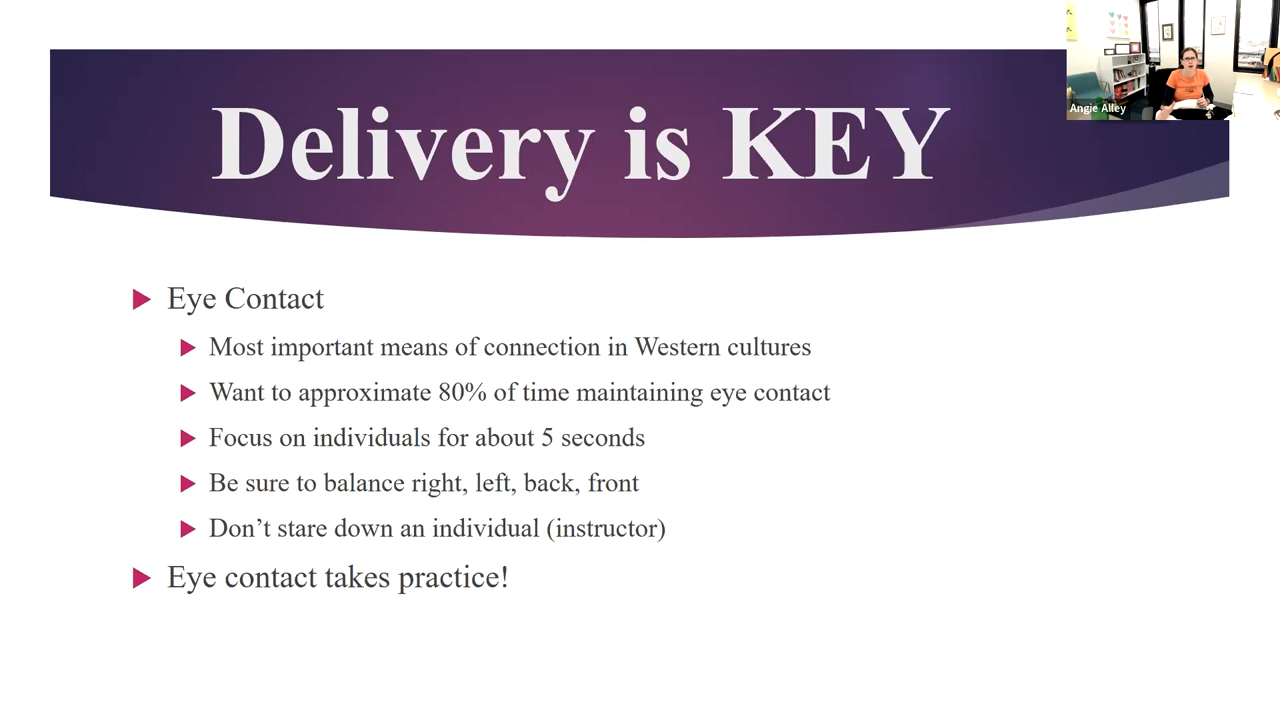 Delivery is KEY
Angie Alley
Eye Contact
Most important means of connection in Western cultures
Want to approximate 80% of time maintaining eye contact
Focus on individuals for about 5 seconds
Be sure to balance right, left, back, front
Don’t stare down an individual (instructor)
Eye contact takes practice!